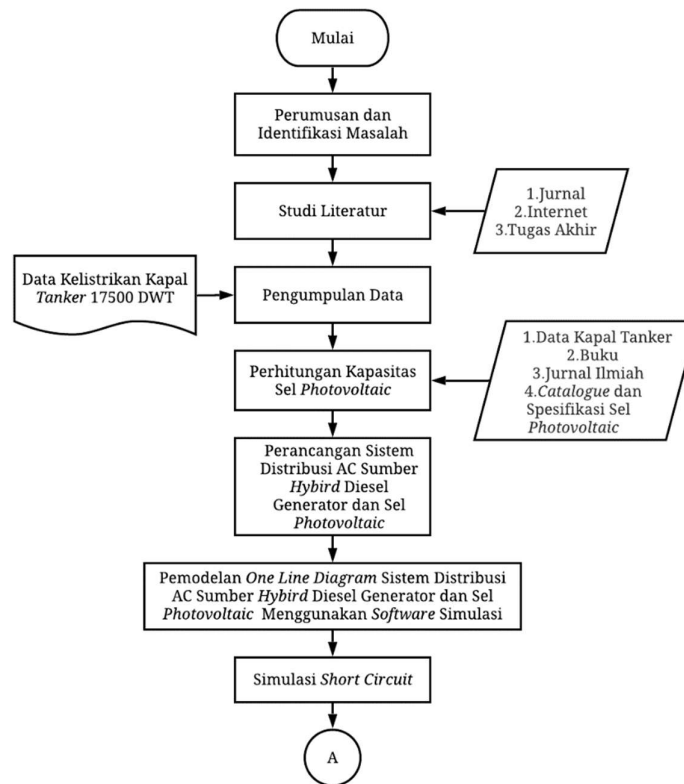 Mulai
Perumusan dan
Identifikasi Masalah
Studi Literatur
1.Jurnal
2.Internet
3.Tugas Akhir
Data Kelistrikan Kapal
Tanker 17500 DWT
Pengumpulan Data
Perhitungan Kapasitas
Sel Photovoltaic
1.Data Kapal Tanker
2.Buku
3.Jurnal Ilmiah
4.Catalogue dan
Spesifikasi Sel
Photovoltaic
Perancangan Sistem
Distribusi AC Sumber
Hybird Diesel
Generator dan Sel
Photovoltaic
Pemodelan One Line Diagram Sistem Distribusi
AC Sumber Hybird Diesel Generator dan Sel
Photovoltaic Menggunakan Software Simulasi
Simulasi Short Circuit
A